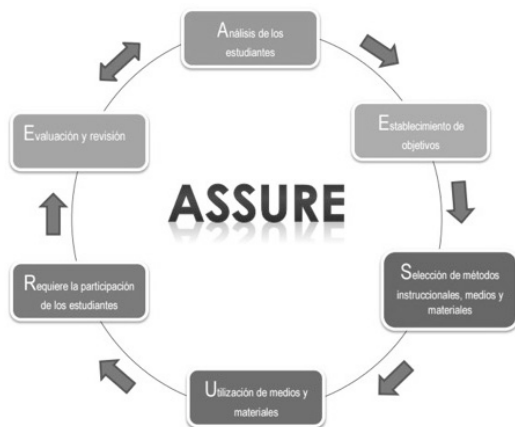 Análisis de los
estudiantes
Establecimiento de
objetivos
Selección de métodos
instruccionales, medios y
materiales
Utilización de medios y
materiales
Requiere la participación
de los estudiantes
Evaluación y revisión
ASSURE